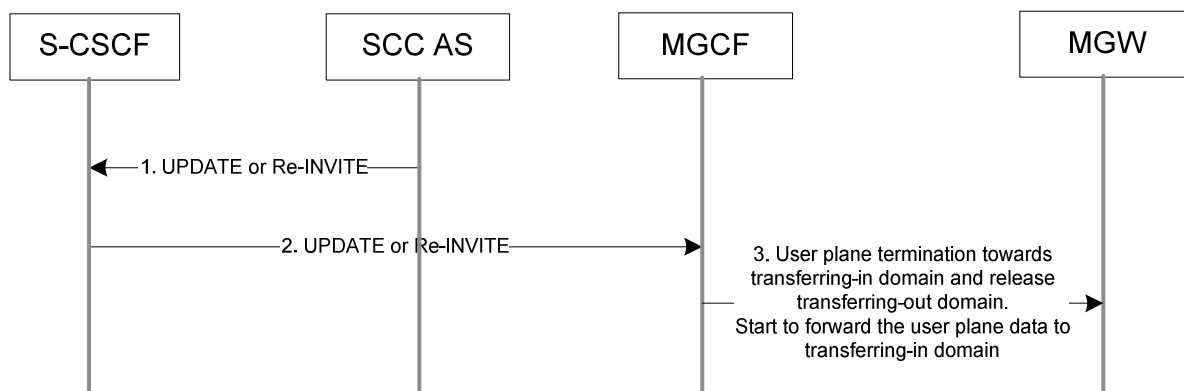 S-CSCF
SCC AS
MGCF
MGW
1. UPDATE or Re-INVITE
2. UPDATE or Re-INVITE
3. User plane termination towards
transferring-in domain and release
transferring-out domain.
Start to forward the user plane data to
transferring-in domain